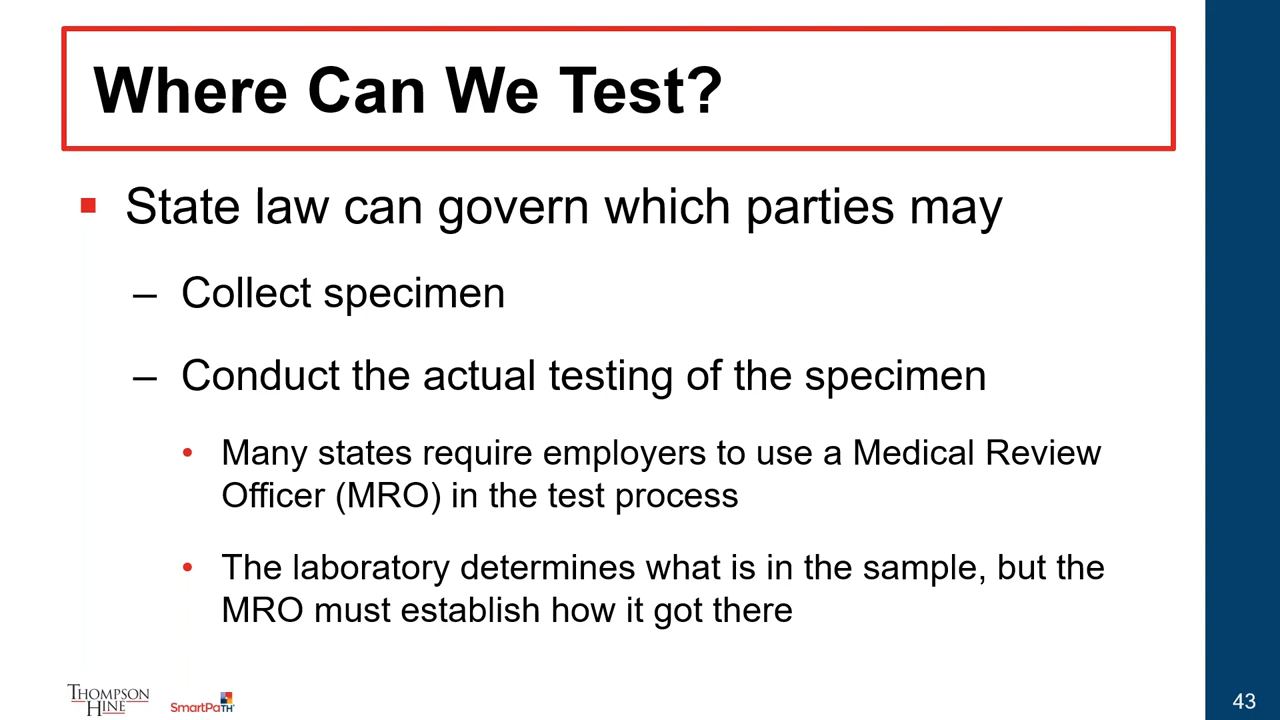 Where Can We Test?
▪ State law can govern which parties may
– Collect specimen
– Conduct the actual testing of the specimen
• Many states require employers to use a Medical Review
Officer (MRO) in the test process
• The laboratory determines what is in the sample, but the
MRO must establish how it got there
THOMPSON
HINE
SmartPaTH
43